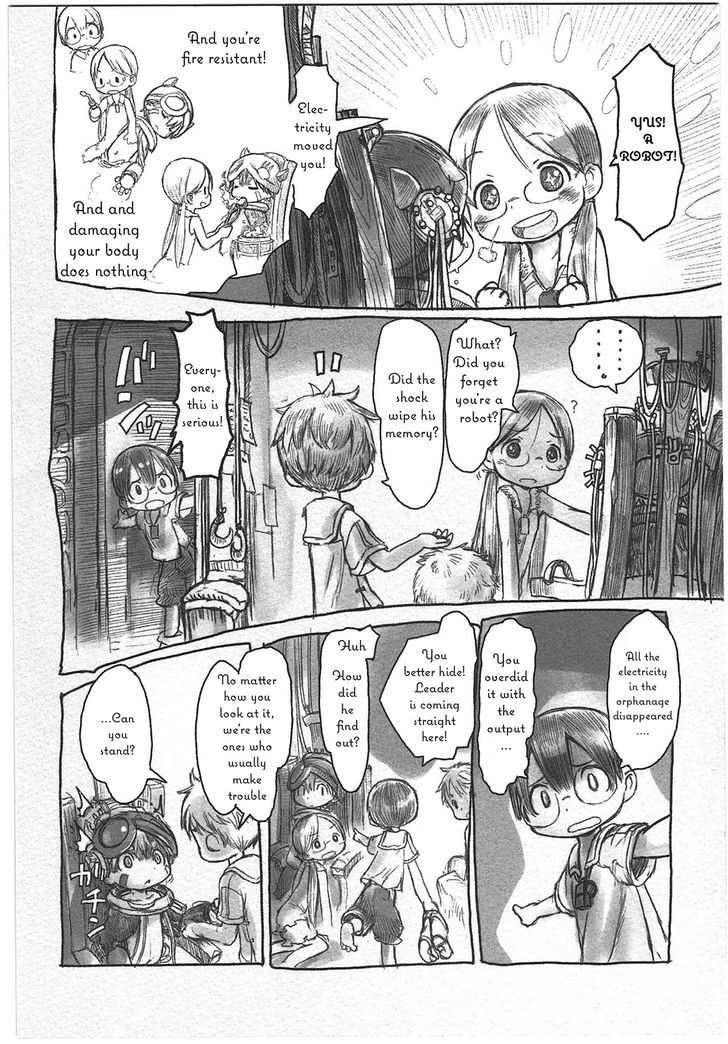 YUS!
A
ROBOT!
Elec-
tricity
moved
you!
And you're
fire resistant!
And and
damaging
your body
does nothing-
......
What?
Did you
forget
you're a
robot?
?
Did the
shock
wipe his
memory?
Every-
one,
this is
serious!
All the
electricity
in the
orphanage
disappeared
....
You
overdid
it with
the
output
...
You
better hide!
Leader
is coming
straight
here!
Huh
How
did
he
find
out?
No matter
how you
look at it,
we're the
ones who
usually
make
trouble
...Can
you
stand?
ガチン